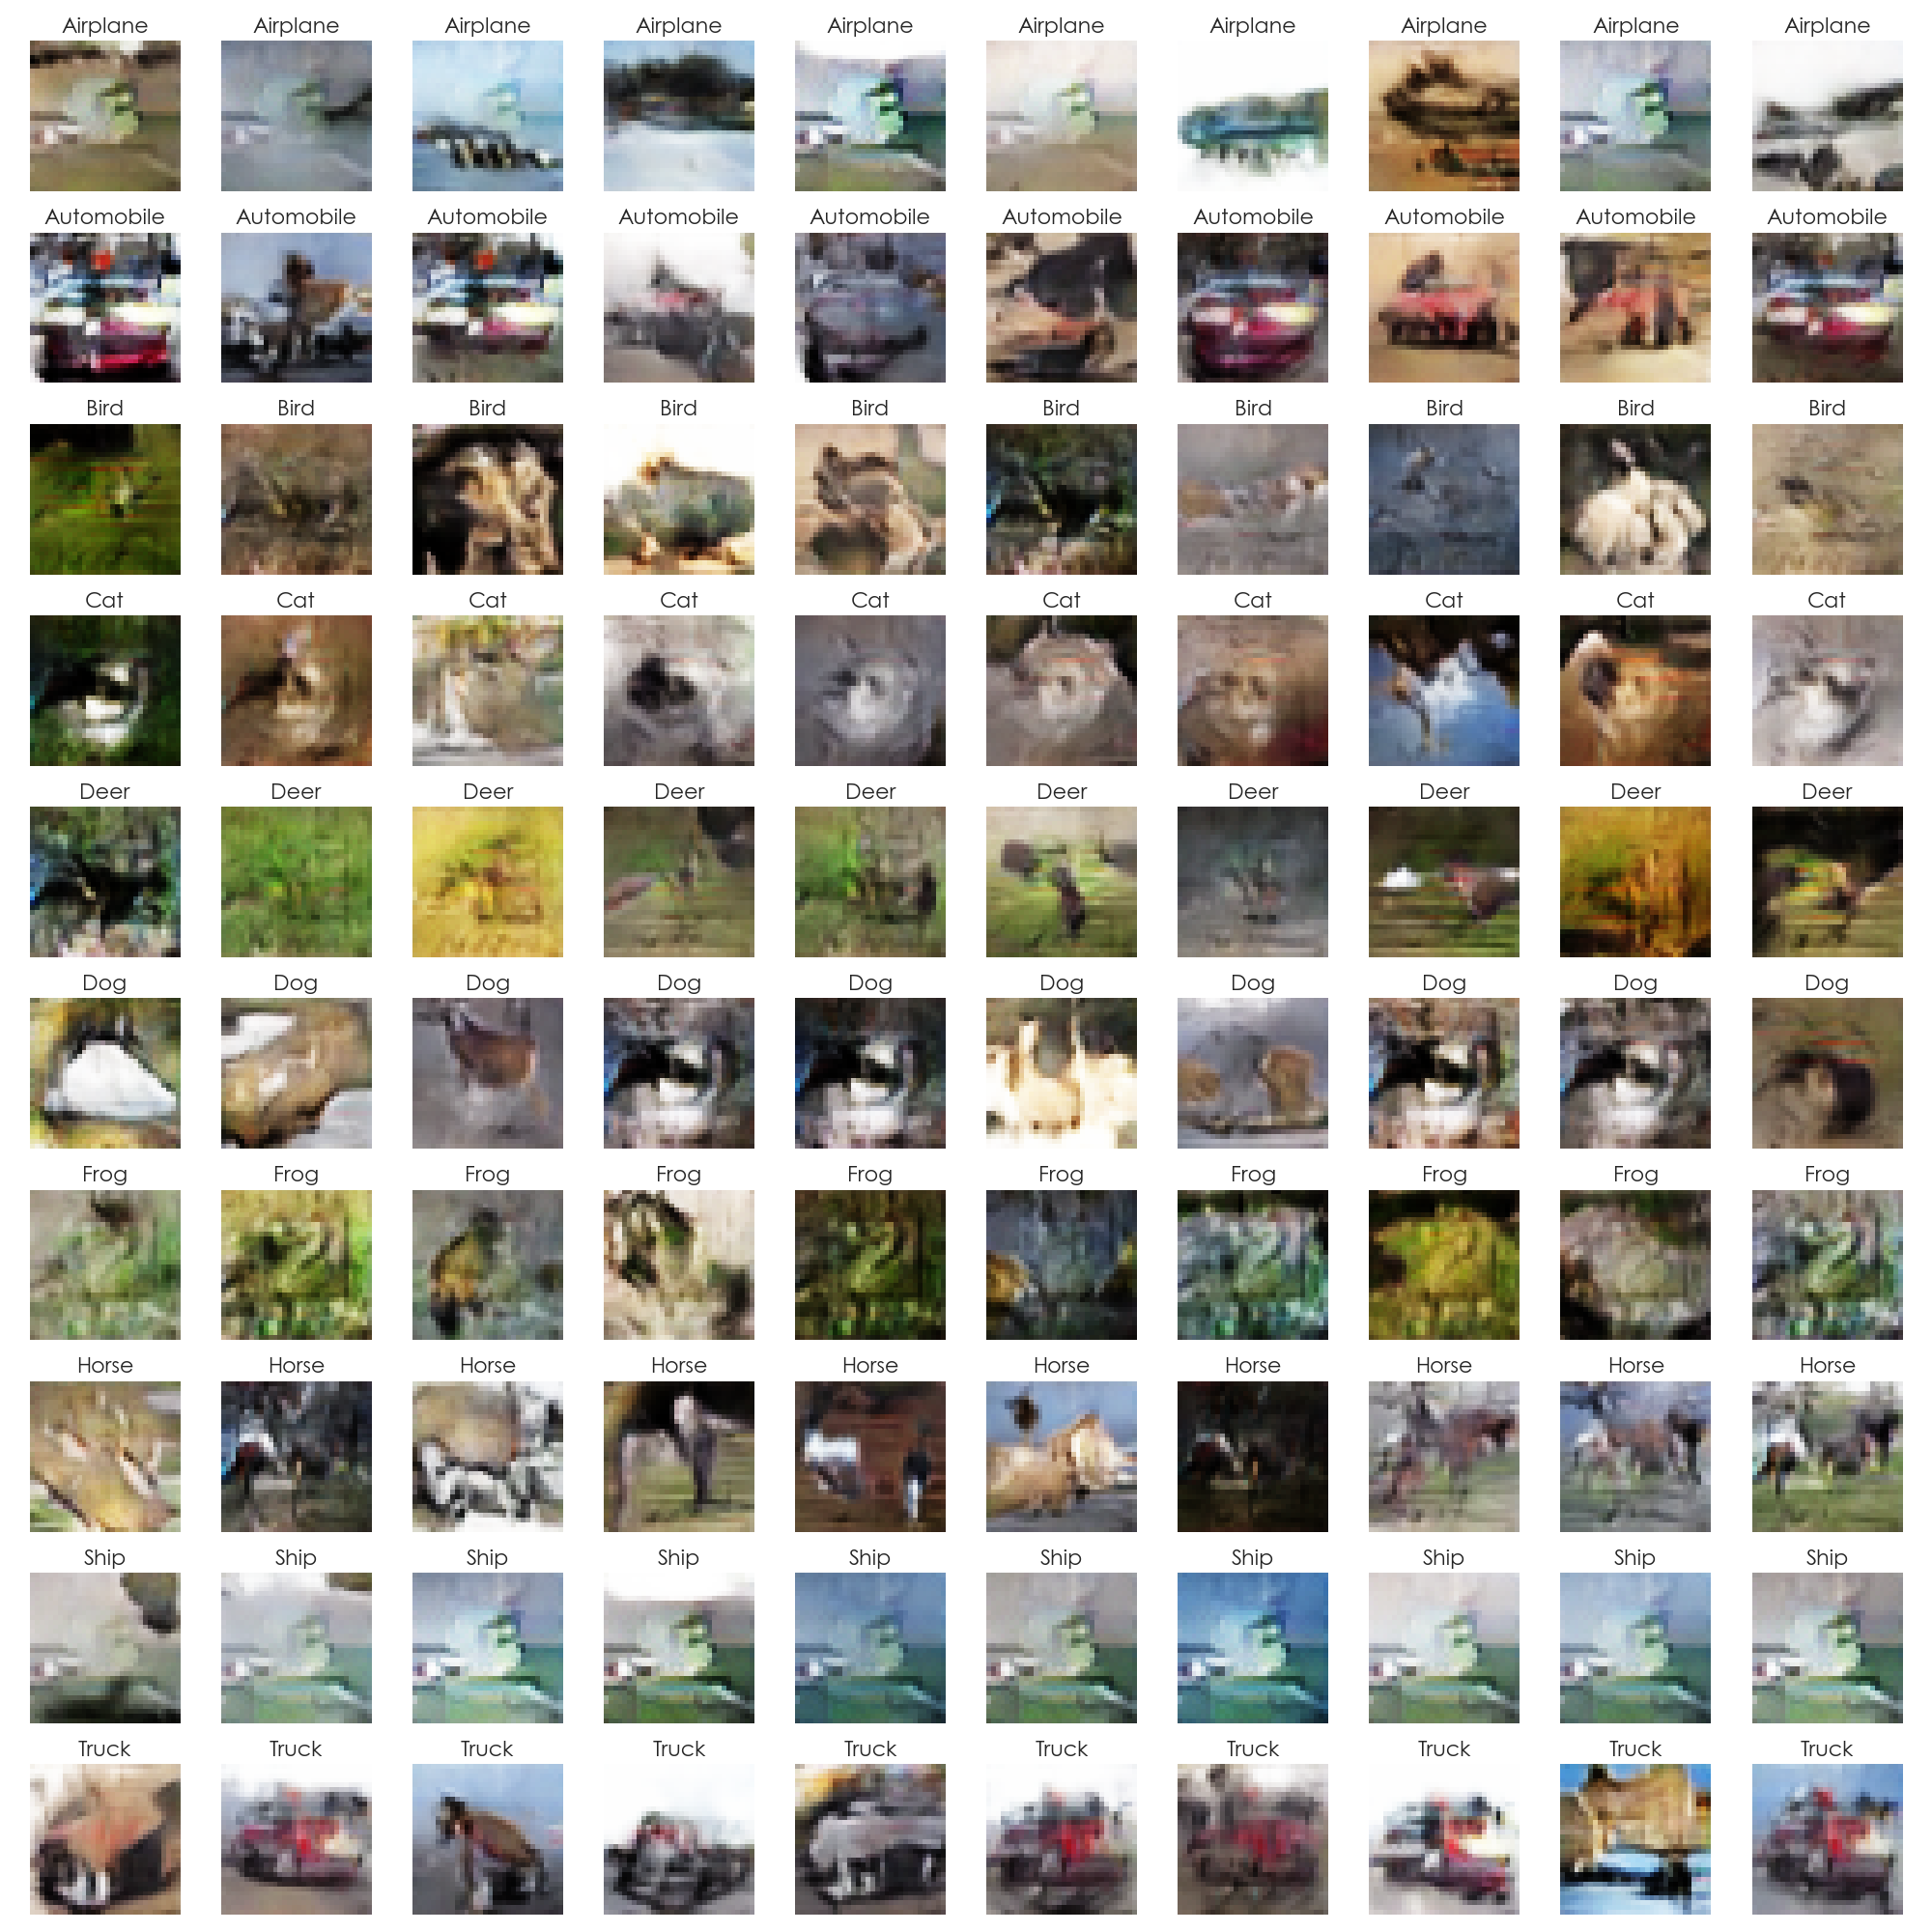 Airplane Airplane Airplane Airplane Airplane Airplane Airplane Airplane Airplane Airplane
Automobile Automobile Automobile Automobile Automobile Automobile Automobile Automobile Automobile Automobile
Bird Bird Bird Bird Bird Bird Bird Bird Bird Bird
Cat Cat Cat Cat Cat Cat Cat Cat Cat Cat
Deer Deer Deer Deer Deer Deer Deer Deer Deer Deer
Dog Dog Dog Dog Dog Dog Dog Dog Dog Dog
Frog Frog Frog Frog Frog Frog Frog Frog Frog Frog
Horse Horse Horse Horse Horse Horse Horse Horse Horse Horse
Ship Ship Ship Ship Ship Ship Ship Ship Ship Ship
Truck Truck Truck Truck Truck Truck Truck Truck Truck Truck